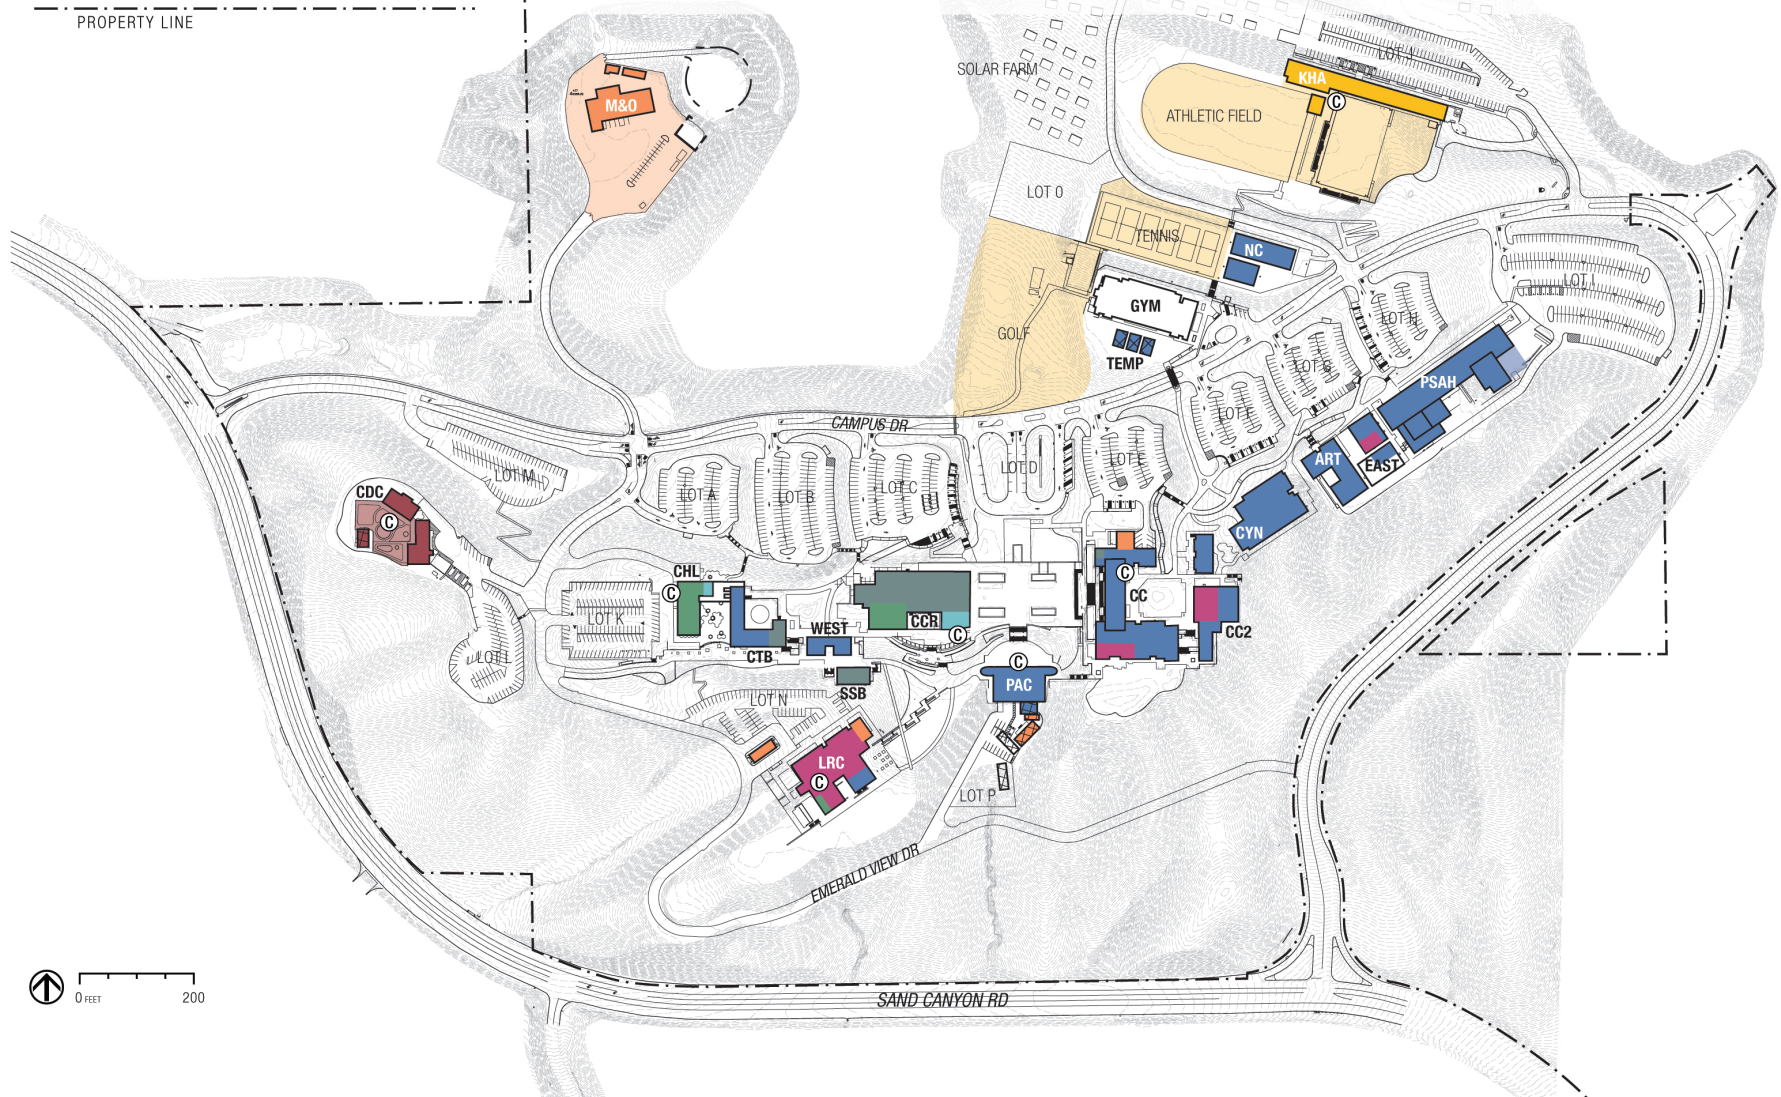 PROPERTY LINE
M&O
SOLAR FARM
LOT J
KHA
C
ATHLETIC FIELD
LOT O
TENNIS
NC
LOT I
GYM
GOLF
TEMP
LOT H
LOT G
PSAH
CAMPUS DR
LOT F
ART
EAST
LOT M
LOT A
LOT B
LOT C
LOT D
LOT E
CDC
C
CYN
CHL
C
LOT K
C
CC
WEST
CCR
C
CC2
CTB
LOT L
C
PAC
SSB
LOT N
LRC
C
LOT P
EMERALD VIEW DR
0 FEET
200
SAND CANYON RD